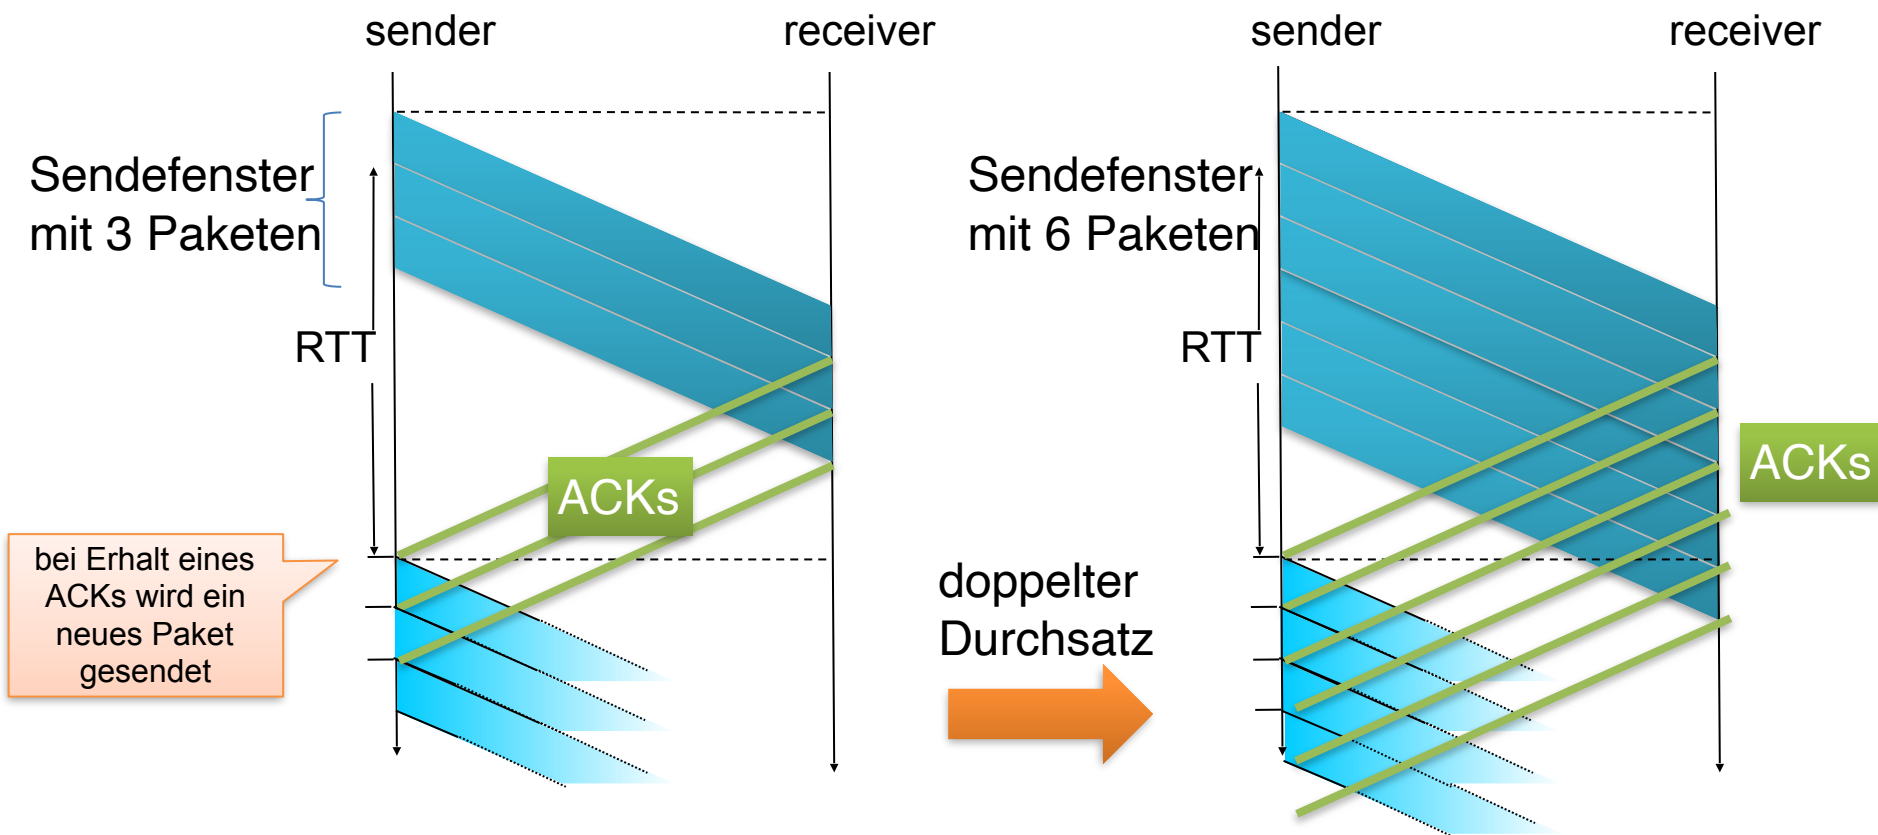 sender
receiver
Sendefenster
mit 3 Paketen
RTT
ACKs
bei Erhalt eines
ACKs wird ein
neues Paket
gesendet
doppelter
Durchsatz
sender
receiver
Sendefenster
mit 6 Paketen
RTT
ACKs